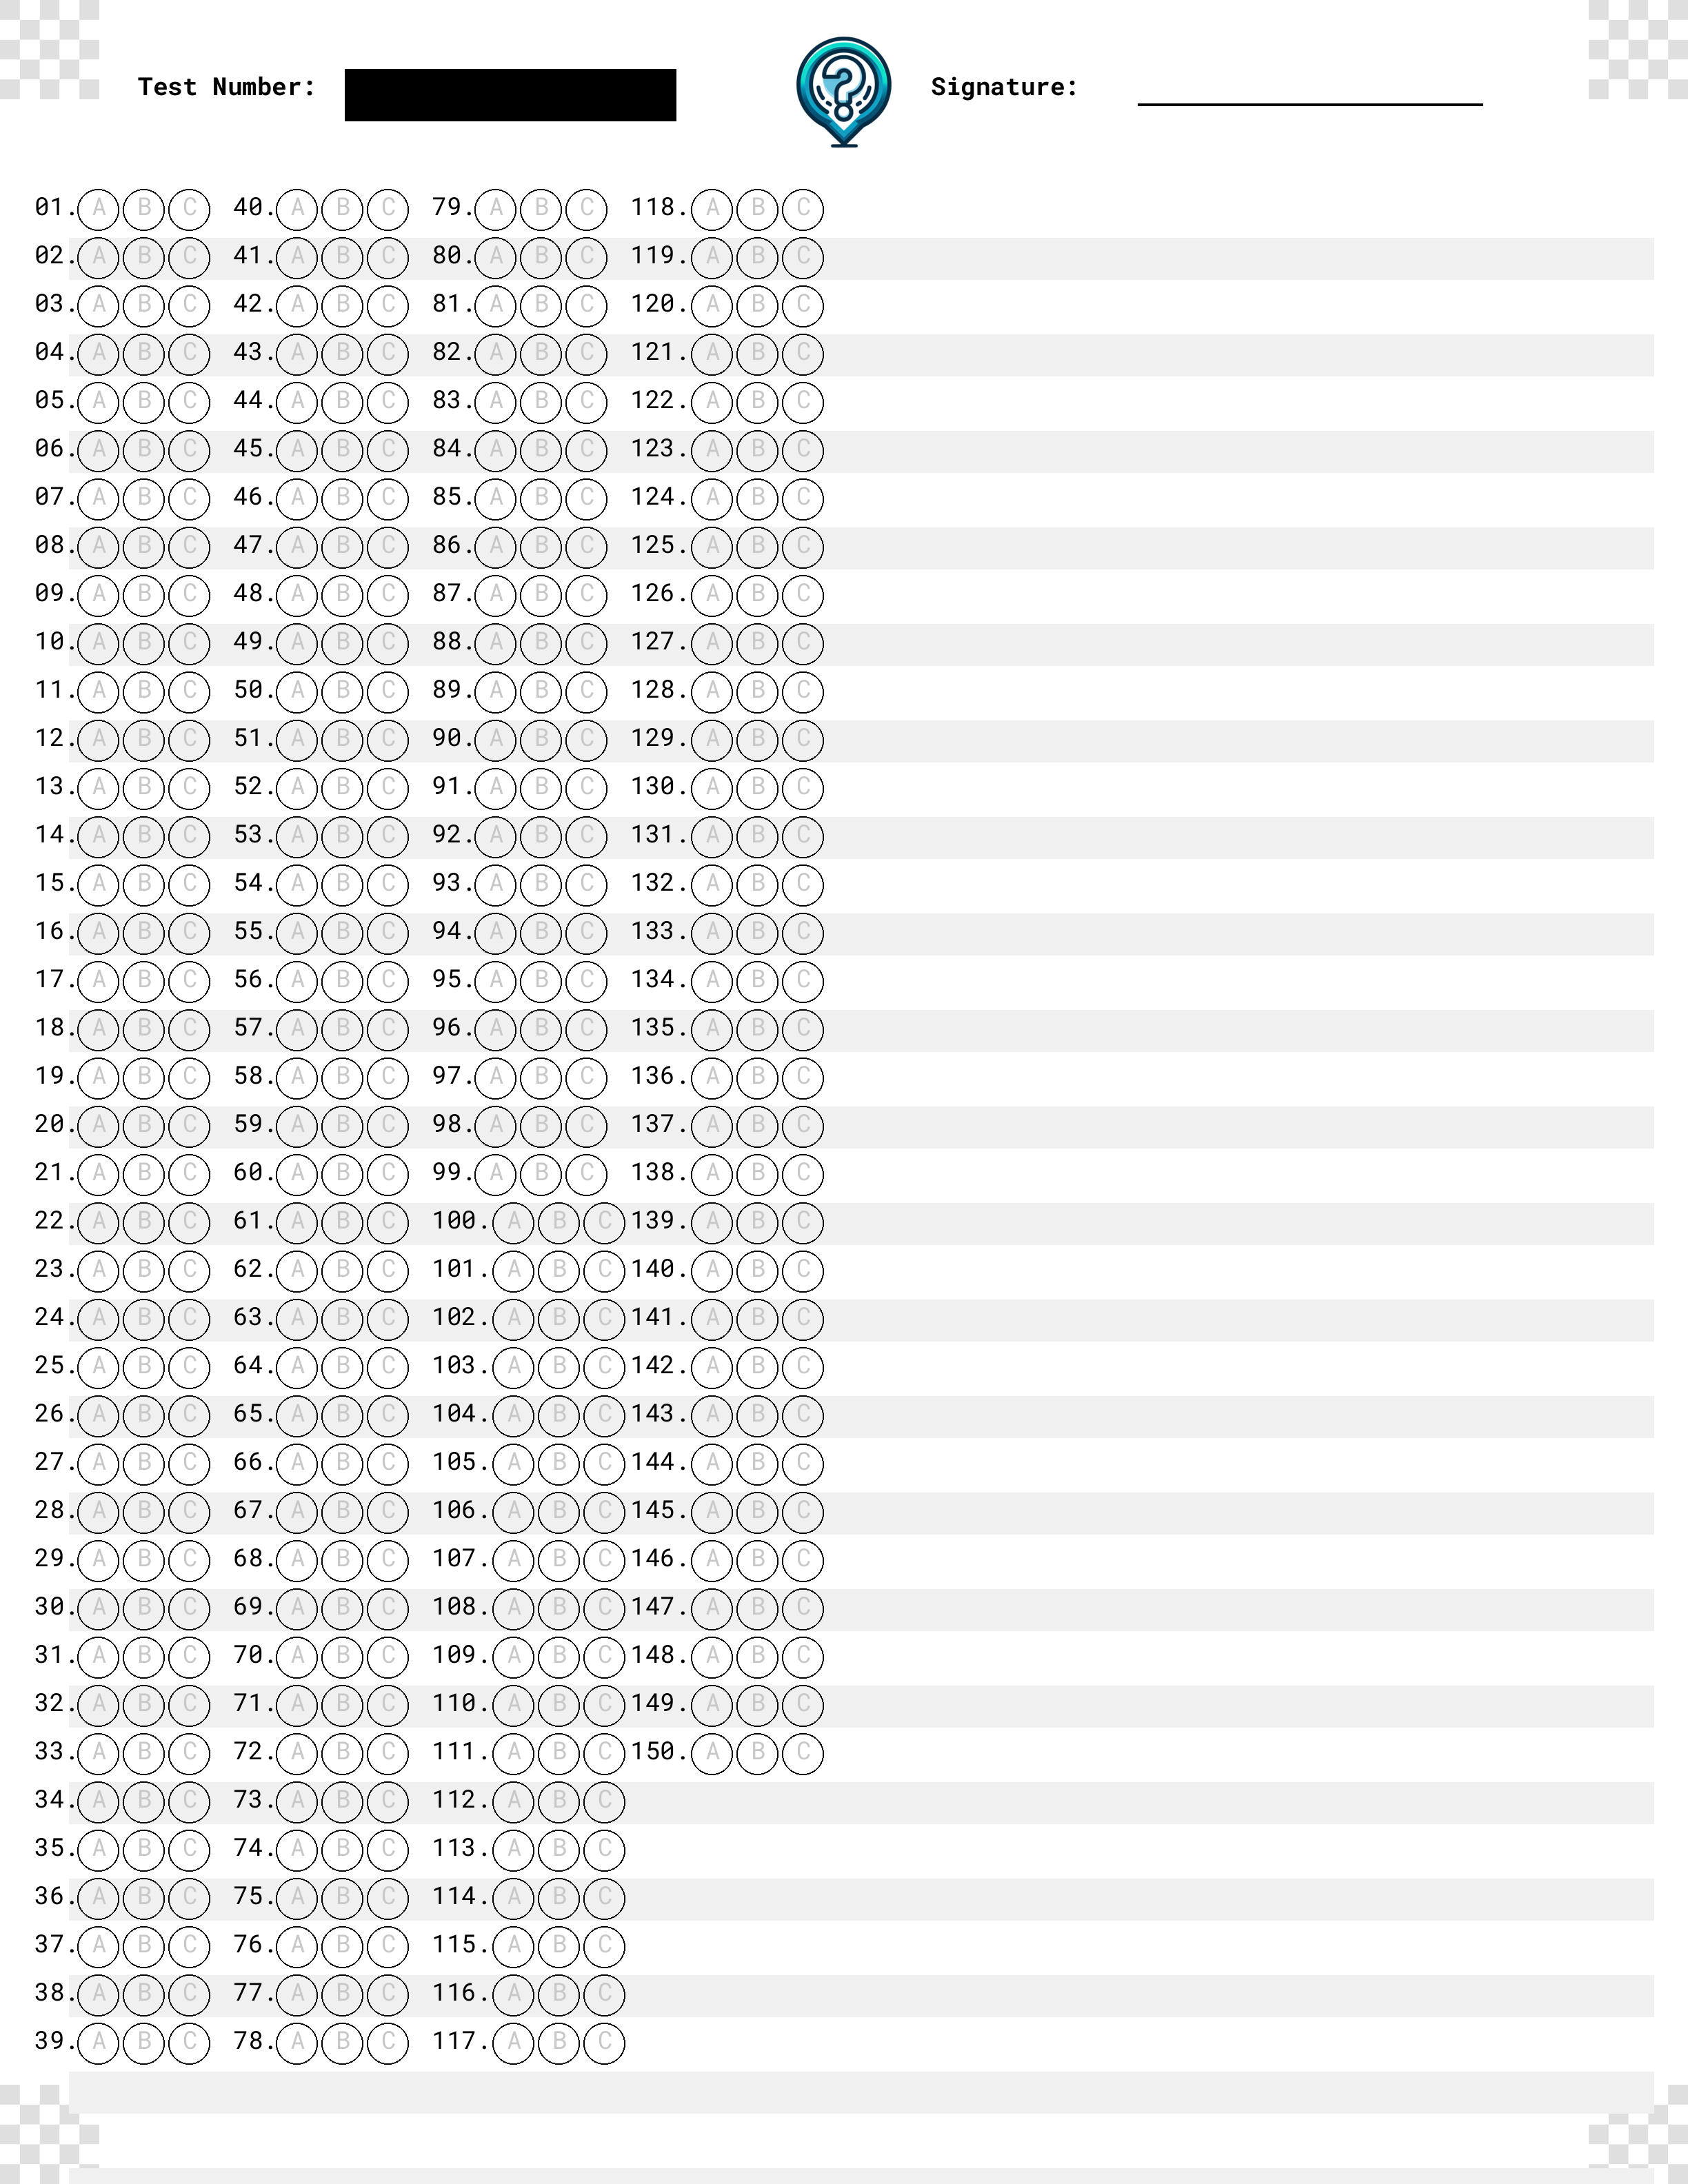 Test Number: Signature:
01. A B C 40. A B C 79. A B C 118. A B C
02. A B C 41. A B C 80. A B C 119. A B C
03. A B C 42. A B C 81. A B C 120. A B C
04. A B C 43. A B C 82. A B C 121. A B C
05. A B C 44. A B C 83. A B C 122. A B C
06. A B C 45. A B C 84. A B C 123. A B C
07. A B C 46. A B C 85. A B C 124. A B C
08. A B C 47. A B C 86. A B C 125. A B C
09. A B C 48. A B C 87. A B C 126. A B C
10. A B C 49. A B C 88. A B C 127. A B C
11. A B C 50. A B C 89. A B C 128. A B C
12. A B C 51. A B C 90. A B C 129. A B C
13. A B C 52. A B C 91. A B C 130. A B C
14. A B C 53. A B C 92. A B C 131. A B C
15. A B C 54. A B C 93. A B C 132. A B C
16. A B C 55. A B C 94. A B C 133. A B C
17. A B C 56. A B C 95. A B C 134. A B C
18. A B C 57. A B C 96. A B C 135. A B C
19. A B C 58. A B C 97. A B C 136. A B C
20. A B C 59. A B C 98. A B C 137. A B C
21. A B C 60. A B C 99. A B C 138. A B C
22. A B C 61. A B C 100. A B C 139. A B C
23. A B C 62. A B C 101. A B C 140. A B C
24. A B C 63. A B C 102. A B C 141. A B C
25. A B C 64. A B C 103. A B C 142. A B C
26. A B C 65. A B C 104. A B C 143. A B C
27. A B C 66. A B C 105. A B C 144. A B C
28. A B C 67. A B C 106. A B C 145. A B C
29. A B C 68. A B C 107. A B C 146. A B C
30. A B C 69. A B C 108. A B C 147. A B C
31. A B C 70. A B C 109. A B C 148. A B C
32. A B C 71. A B C 110. A B C 149. A B C
33. A B C 72. A B C 111. A B C 150. A B C
34. A B C 73. A B C 112. A B C
35. A B C 74. A B C 113. A B C
36. A B C 75. A B C 114. A B C
37. A B C 76. A B C 115. A B C
38. A B C 77. A B C 116. A B C
39. A B C 78. A B C 117. A B C